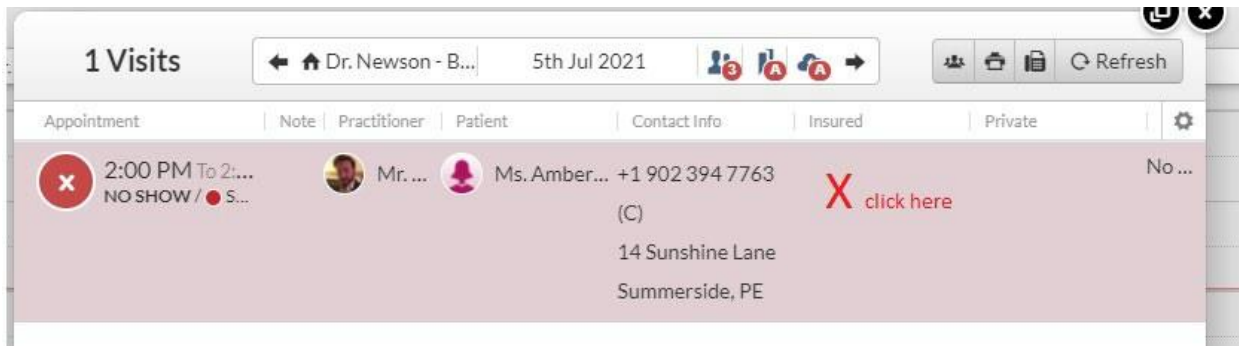 1 Visits
Dr. Newson - B...
5th Jul 2021
3
A
A
Refresh
Appointment
Note
Practitioner
Patient
Contact Info
Insured
Private
2:00 PM To 2:...
NO SHOW / S...
Mr. ...
Ms. Amber...
+1 902 394 7763
(C)
14 Sunshine Lane
Summerside, PE
X click here
No ...